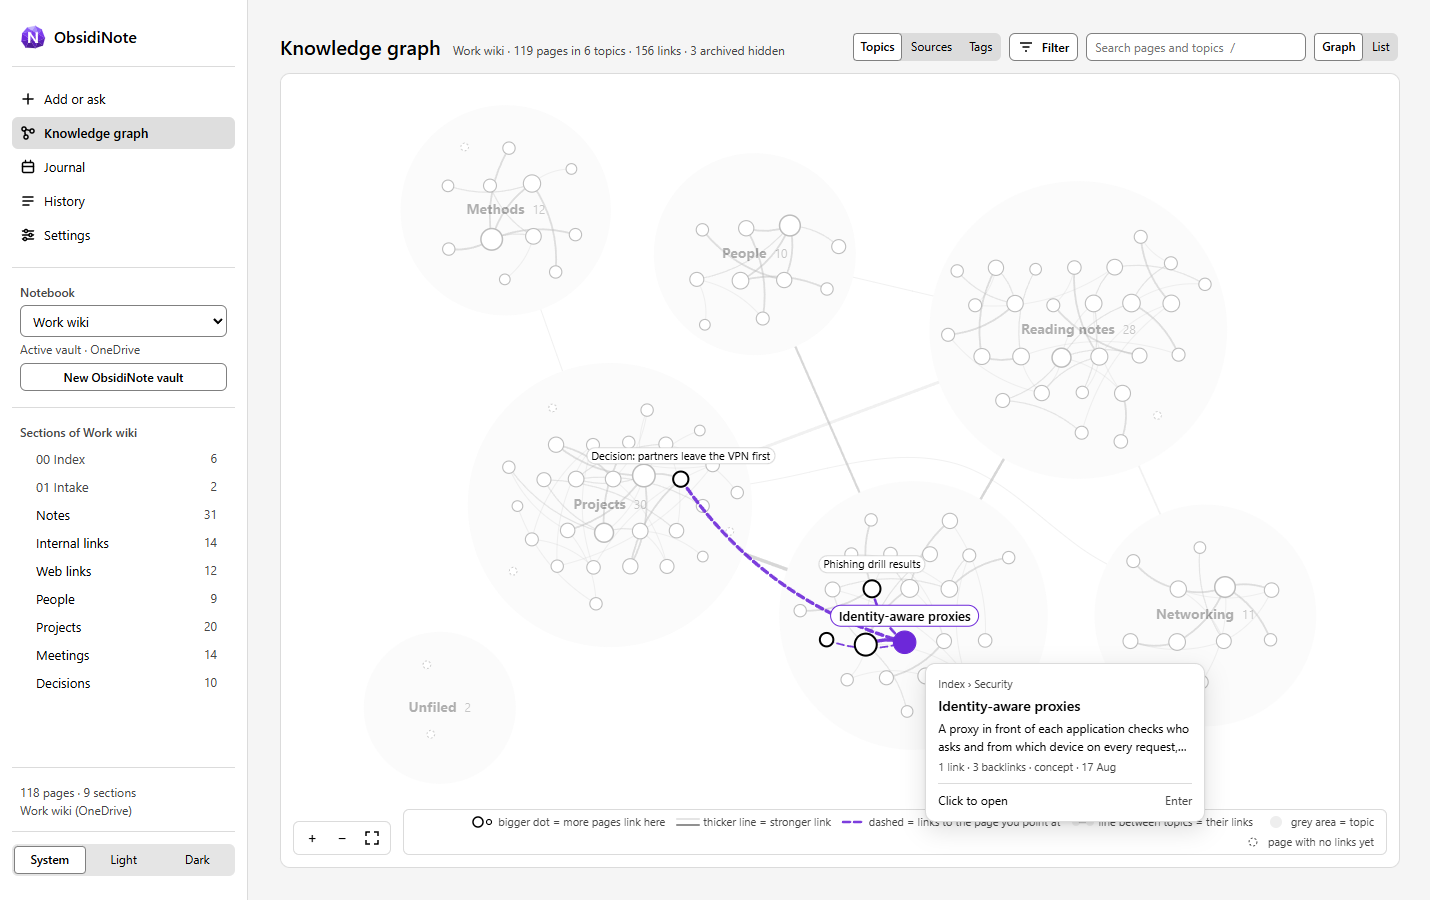 N ObsidiNote
Add or ask
Knowledge graph
Journal
History
Settings
Notebook
Work wiki
Active vault · OneDrive
New ObsidiNote vault
Sections of Work wiki
00 Index 6
01 Intake 2
Notes 31
Internal links 14
Web links 12
People 9
Projects 20
Meetings 14
Decisions 10
118 pages · 9 sections
Work wiki (OneDrive)
System Light Dark
Knowledge graph Work wiki · 119 pages in 6 topics · 156 links · 3 archived hidden
Topics Sources Tags Filter Search pages and topics / Graph List
Methods 12
People 10
Reading notes 28
Decision: partners leave the VPN first
Projects 30
Phishing drill results
Identity-aware proxies
Networking 11
Unfiled 2
Index › Security
Identity-aware proxies
A proxy in front of each application checks who
asks and from which device on every request,...
1 link · 3 backlinks · concept · 17 Aug
Click to open Enter
+ −
bigger dot = more pages link here thicker line = stronger link dashed = links to the page you point at line between topics = their links grey area = topic
page with no links yet